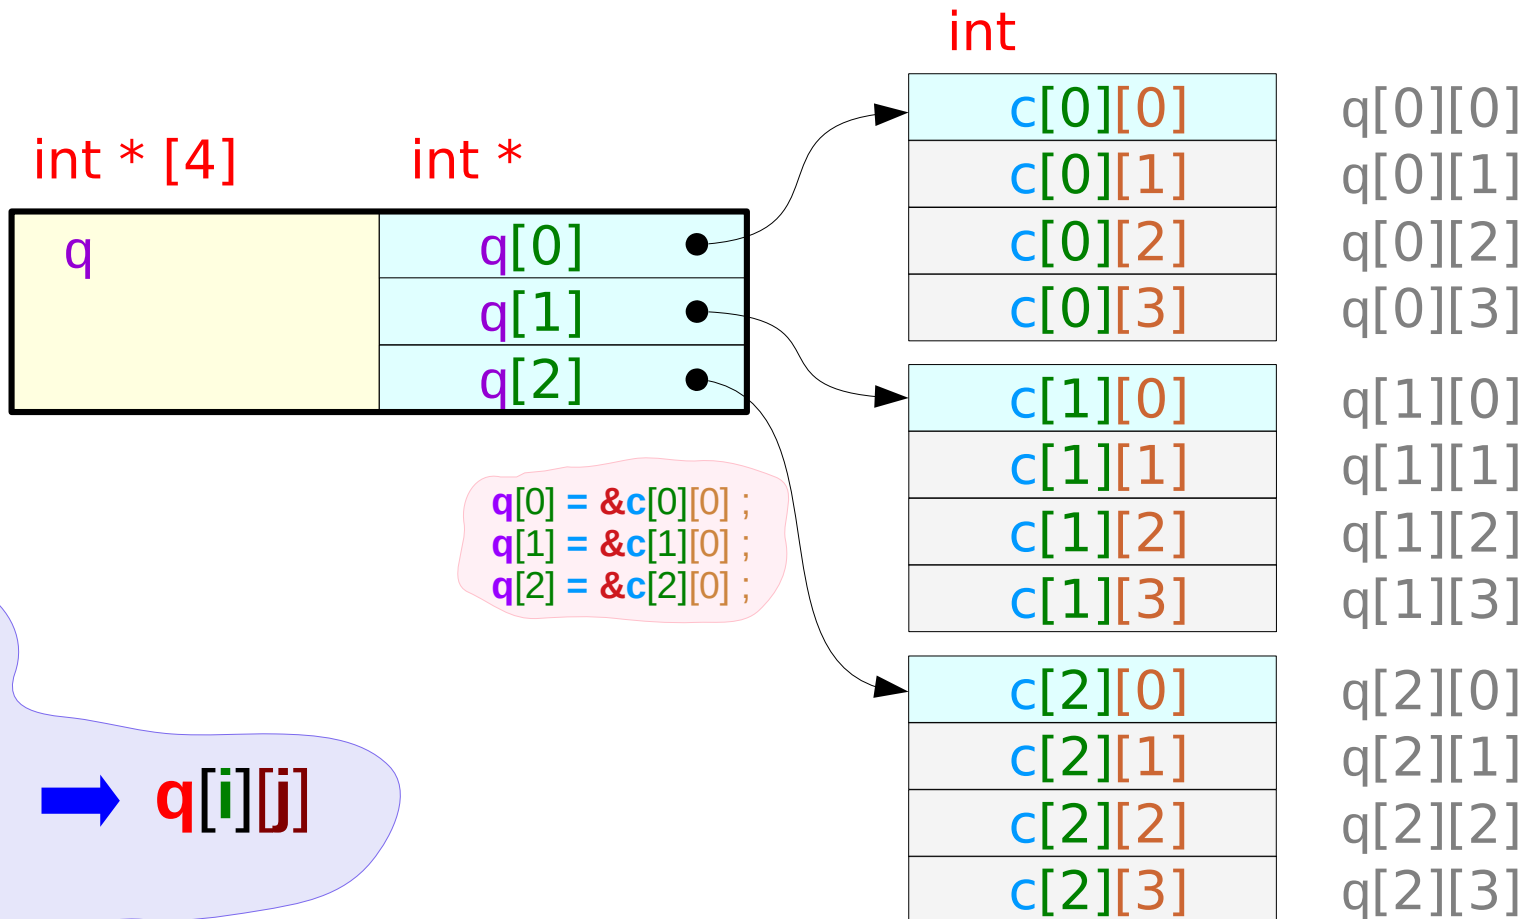 int
int * [4]
int *
q
q[0]
q[1]
q[2]
c[0][0] q[0][0]
c[0][1] q[0][1]
c[0][2] q[0][2]
c[0][3] q[0][3]
c[1][0] q[1][0]
c[1][1] q[1][1]
c[1][2] q[1][2]
c[1][3] q[1][3]
c[2][0] q[2][0]
c[2][1] q[2][1]
c[2][2] q[2][2]
c[2][3] q[2][3]
q[0] = &c[0][0] ;
q[1] = &c[1][0] ;
q[2] = &c[2][0] ;
q[i][j]